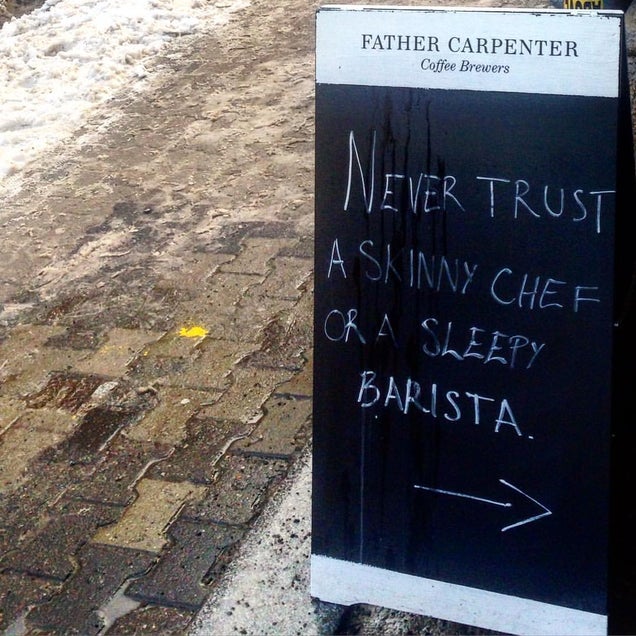 FATHER CARPENTER
Coffee Brewers
NEVER TRUST
A SKINNY CHEF
OR A SLEEPY
BARISTA.